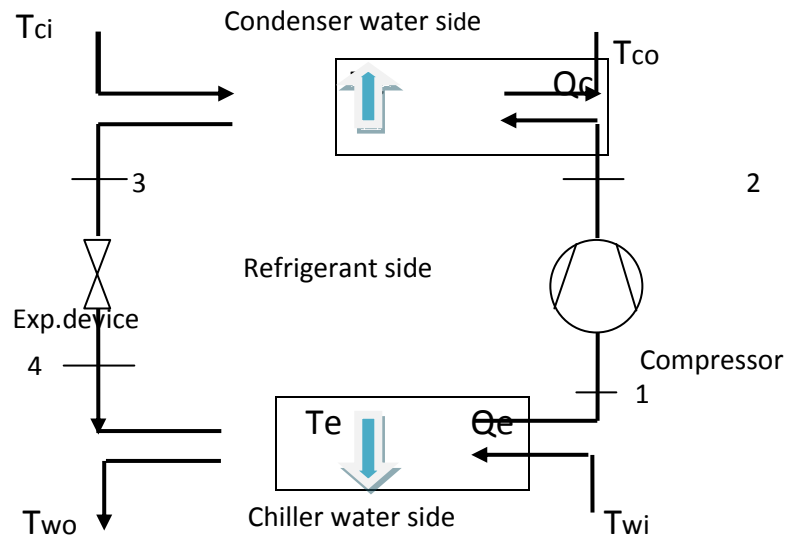 Condenser water side
Tci
Tco
Qc
3
2
Refrigerant side
Exp.device
Compressor
4
1
Te
Qe
Chiller water side
Two
Twi